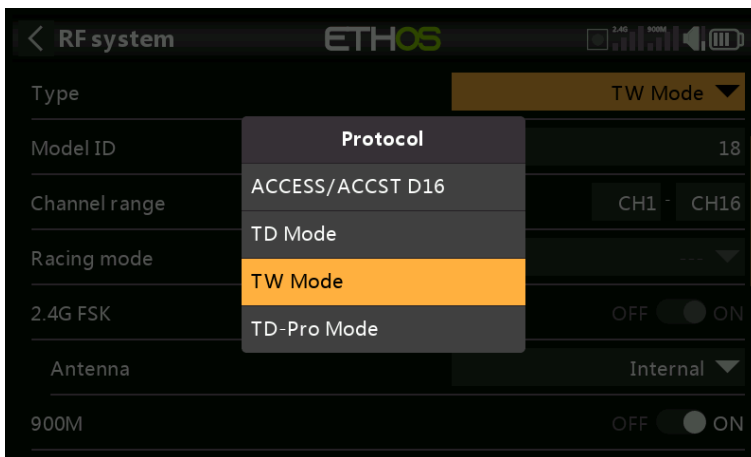 RF system ETHOS 2.4G 900M
Type TW Mode
Protocol
Model ID 18
ACCESS/ACCST D16
Channel range CH1 - CH16
TD Mode
Racing mode ---
TW Mode
2.4G FSK OFF ON
TD-Pro Mode
Antenna Internal
900M OFF ON